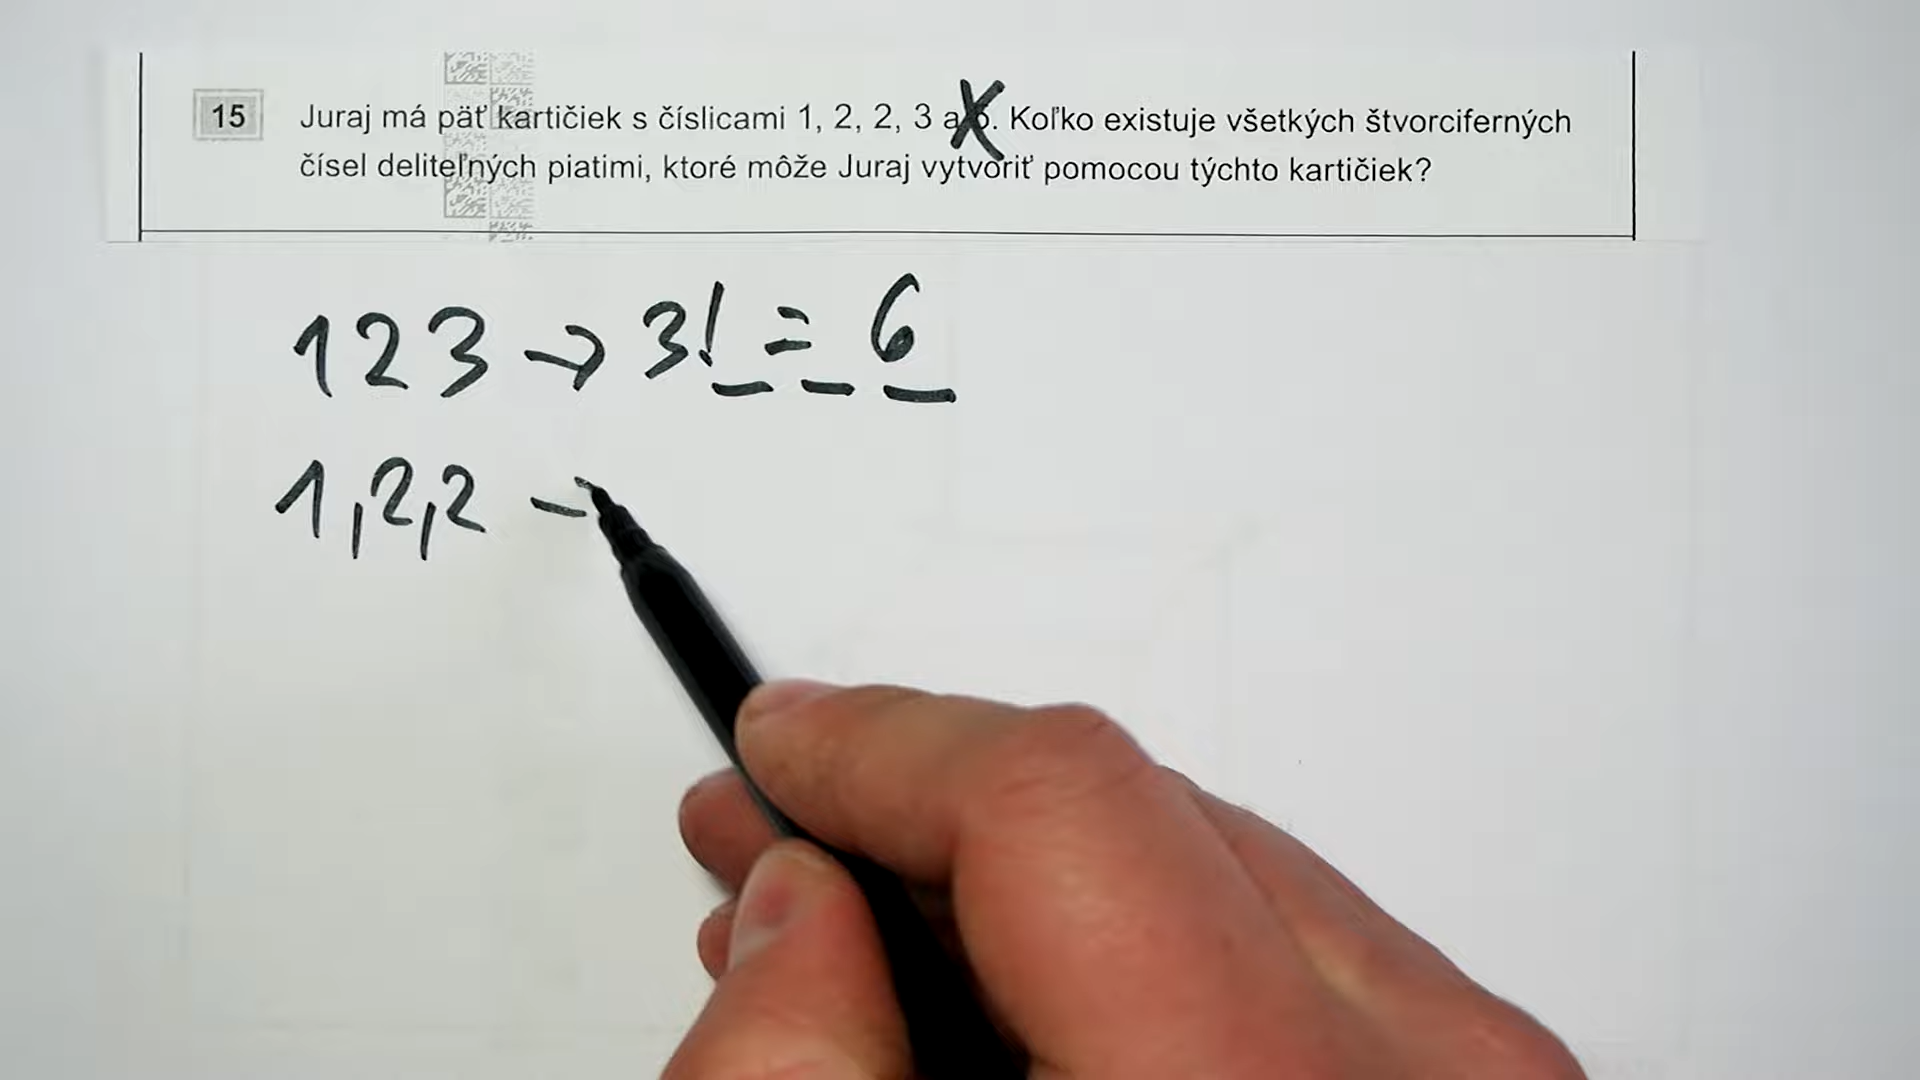 15 Juraj má päť kartičiek s číslicami 1, 2, 2, 3 a . Koľko existuje všetkých štvorciferných
čísel deliteľných piatimi, ktoré môže Juraj vytvoriť pomocou týchto kartičiek?
123 → 3! = 6
1,2,2 –